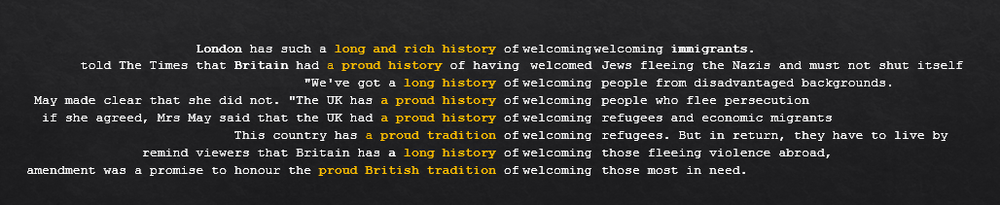 London has such a long and rich history of welcoming welcoming immigrants.
told The Times that Britain had a proud history of having welcomed Jews fleeing the Nazis and must not shut itself
"We've got a long history of welcoming people from disadvantaged backgrounds.
May made clear that she did not. "The UK has a proud history of welcoming people who flee persecution
if she agreed, Mrs May said that the UK had a proud history of welcoming refugees and economic migrants
This country has a proud tradition of welcoming refugees. But in return, they have to live by
remind viewers that Britain has a long history of welcoming those fleeing violence abroad,
amendment was a promise to honour the proud British tradition of welcoming those most in need.